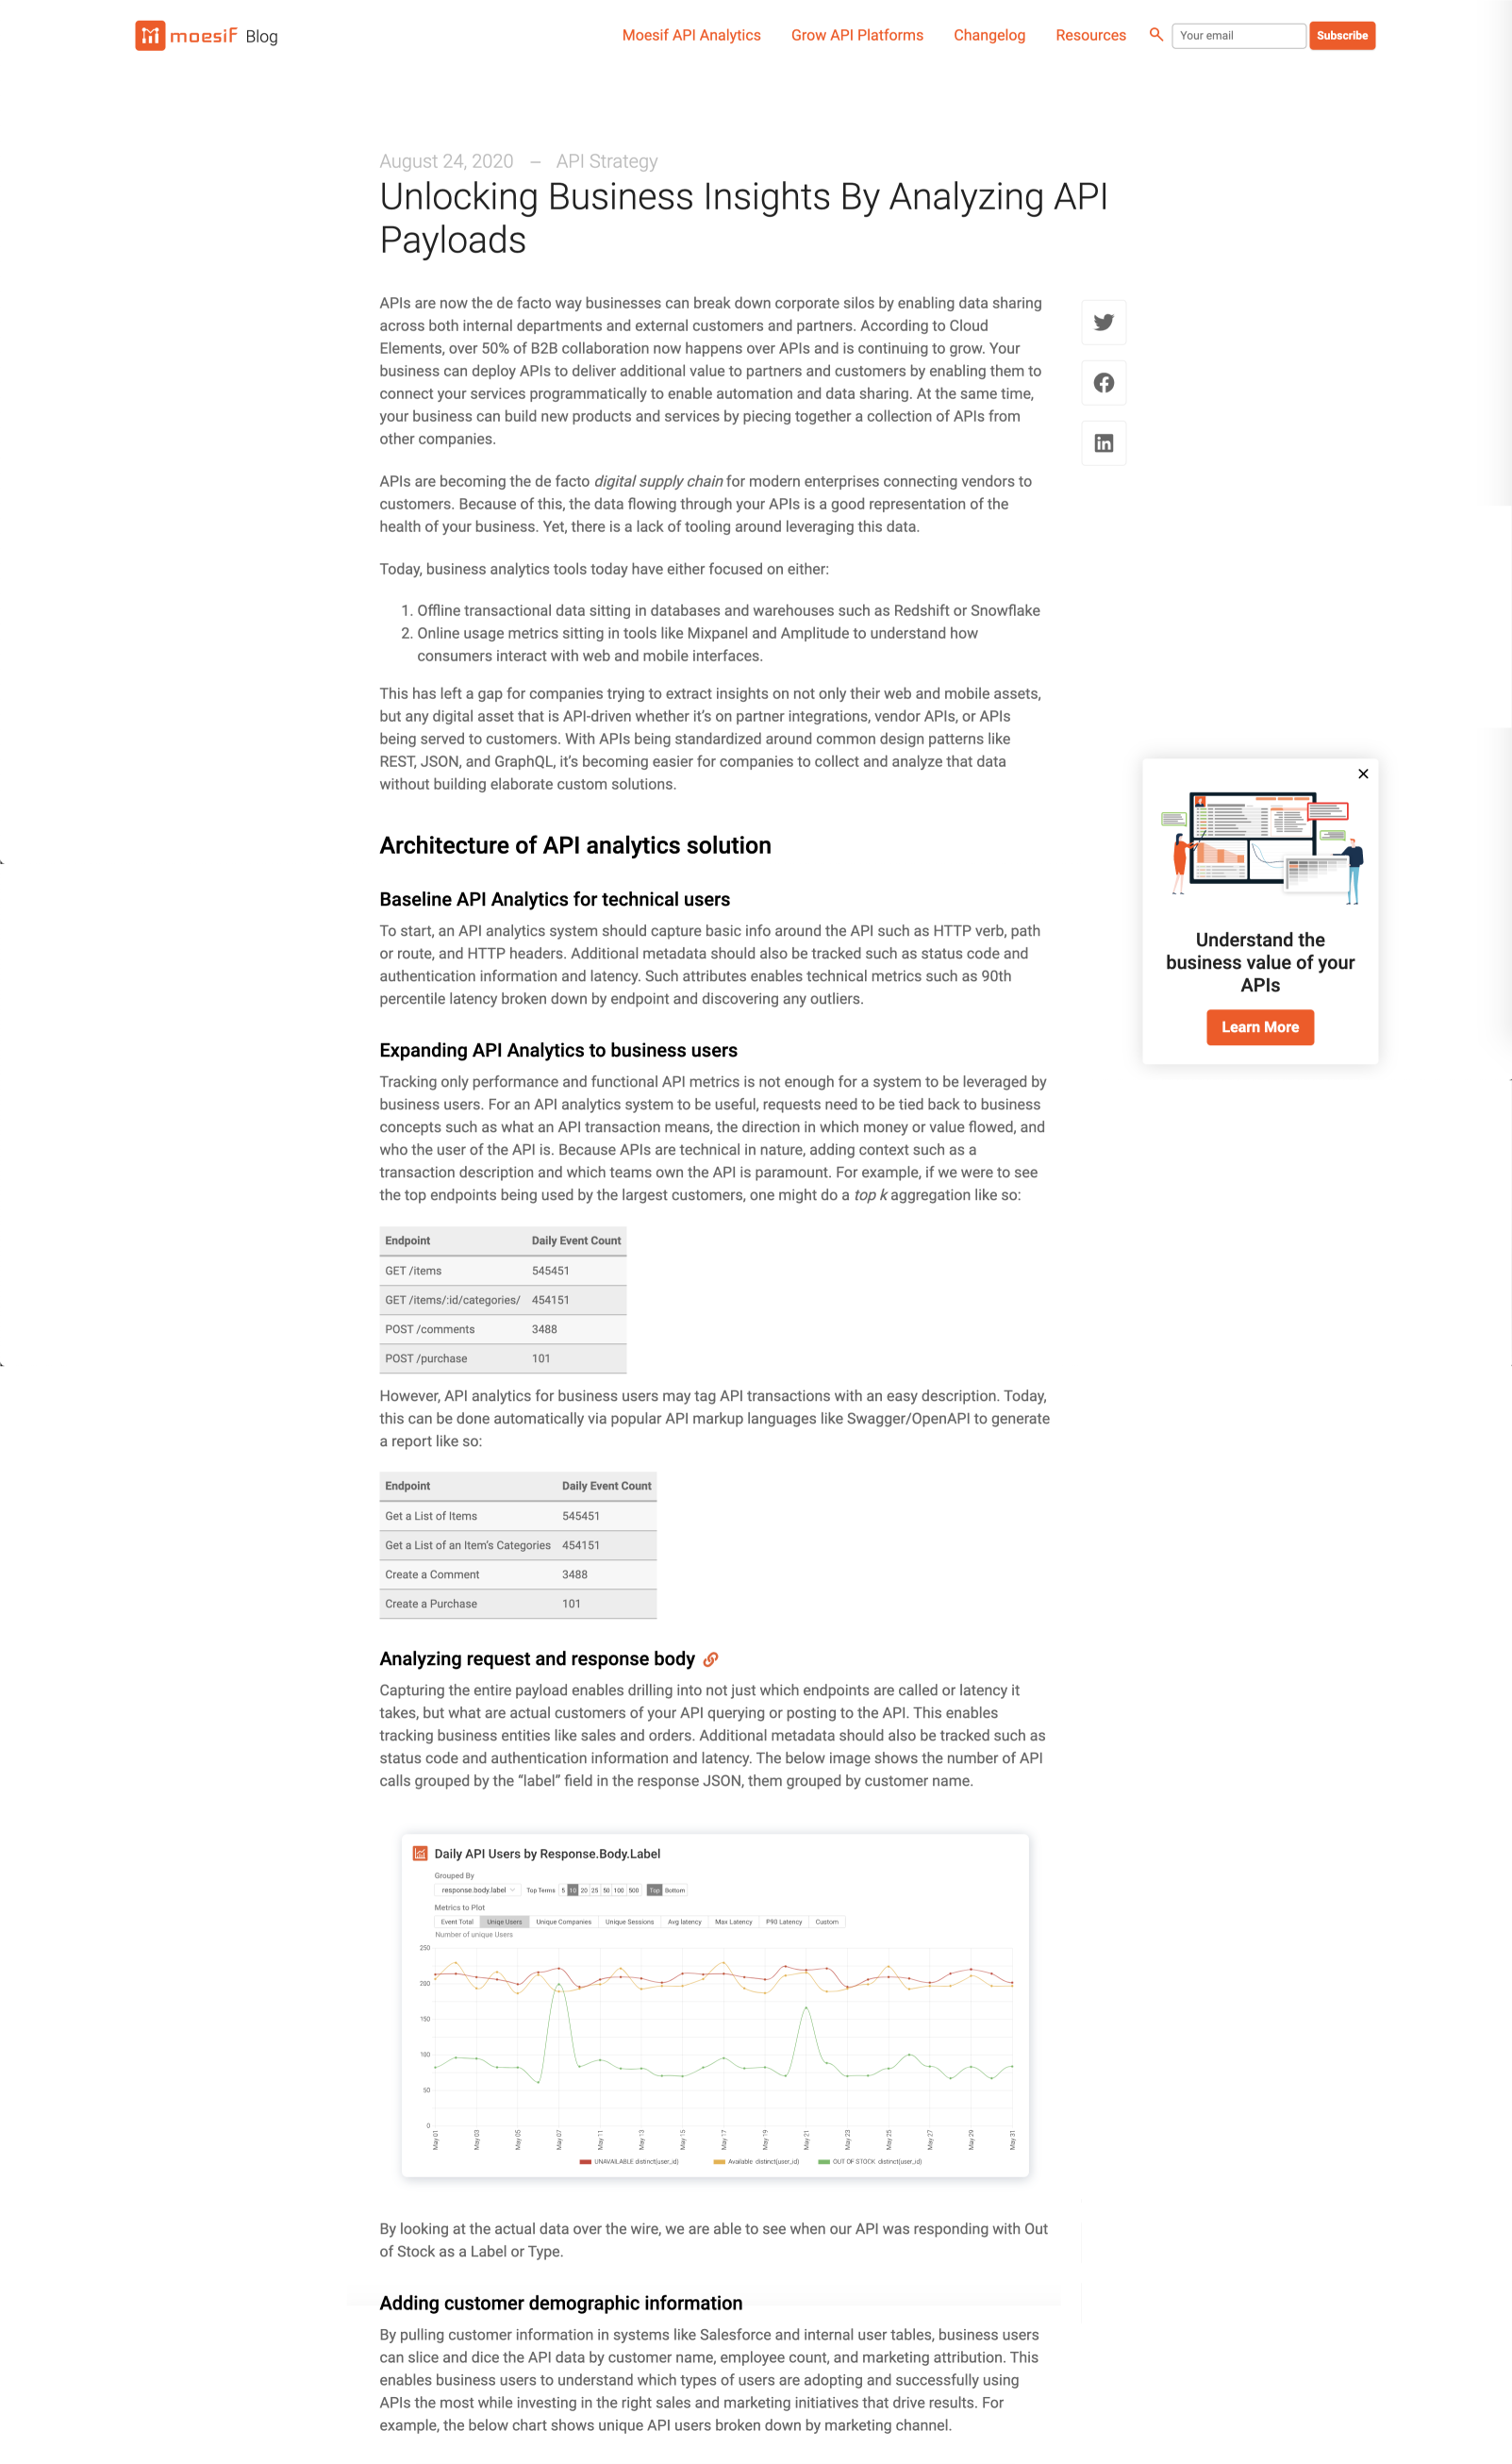 moesif Blog
Moesif API Analytics
Grow API Platforms
Changelog
Resources
Your email
Subscribe
August 24, 2020 – API Strategy
Unlocking Business Insights By Analyzing API
Payloads
APIs are now the de facto way businesses can break down corporate silos by enabling data sharing
across both internal departments and external customers and partners. According to Cloud
Elements, over 50% of B2B collaboration now happens over APIs and is continuing to grow. Your
business can deploy APIs to deliver additional value to partners and customers by enabling them to
connect your services programmatically to enable automation and data sharing. At the same time,
your business can build new products and services by piecing together a collection of APIs from
other companies.
APIs are becoming the de facto digital supply chain for modern enterprises connecting vendors to
customers. Because of this, the data flowing through your APIs is a good representation of the
health of your business. Yet, there is a lack of tooling around leveraging this data.
Today, business analytics tools today have either focused on either:
1. Offline transactional data sitting in databases and warehouses such as Redshift or Snowflake
2. Online usage metrics sitting in tools like Mixpanel and Amplitude to understand how
consumers interact with web and mobile interfaces.
This has left a gap for companies trying to extract insights on not only their web and mobile assets,
but any digital asset that is API-driven whether it’s on partner integrations, vendor APIs, or APIs
being served to customers. With APIs being standardized around common design patterns like
REST, JSON, and GraphQL, it’s becoming easier for companies to collect and analyze that data
without building elaborate custom solutions.
Understand the
business value of your
APIs
Learn More
Architecture of API analytics solution
Baseline API Analytics for technical users
To start, an API analytics system should capture basic info around the API such as HTTP verb, path
or route, and HTTP headers. Additional metadata should also be tracked such as status code and
authentication information and latency. Such attributes enables technical metrics such as 90th
percentile latency broken down by endpoint and discovering any outliers.
Expanding API Analytics to business users
Tracking only performance and functional API metrics is not enough for a system to be leveraged by
business users. For an API analytics system to be useful, requests need to be tied back to business
concepts such as what an API transaction means, the direction in which money or value flowed, and
who the user of the API is. Because APIs are technical in nature, adding context such as a
transaction description and which teams own the API is paramount. For example, if we were to see
the top endpoints being used by the largest customers, one might do a top k aggregation like so:
Endpoint Daily Event Count
GET /items 545451
GET /items/:id/categories/ 454151
POST /comments 3488
POST /purchase 101
However, API analytics for business users may tag API transactions with an easy description. Today,
this can be done automatically via popular API markup languages like Swagger/OpenAPI to generate
a report like so:
Endpoint Daily Event Count
Get a List of Items 545451
Get a List of an Item’s Categories 454151
Create a Comment 3488
Create a Purchase 101
Analyzing request and response body
Capturing the entire payload enables drilling into not just which endpoints are called or latency it
takes, but what are actual customers of your API querying or posting to the API. This enables
tracking business entities like sales and orders. Additional metadata should also be tracked such as
status code and authentication information and latency. The below image shows the number of API
calls grouped by the “label” field in the response JSON, them grouped by customer name.
Daily API Users by Response.Body.Label
Grouped By
response.body.label Top Terms 5 10 20 25 50 100 500 Top Bottom
Metrics to Plot
Event Total Uniqe Users Unique Companies Unique Sessions Avg latency Max Latency P90 Latency Custom
Number of unique Users
250
200
150
100
50
0
May 01 May 03 May 05 May 07 May 11 May 13 May 15 May 17 May 19 May 21 May 23 May 25 May 27 May 29 May 31
UNAVAILABLE distinct(user_id) Available distinct(user_id) OUT OF STOCK distinct(user_id)
By looking at the actual data over the wire, we are able to see when our API was responding with Out
of Stock as a Label or Type.
Adding customer demographic information
By pulling customer information in systems like Salesforce and internal user tables, business users
can slice and dice the API data by customer name, employee count, and marketing attribution. This
enables business users to understand which types of users are adopting and successfully using
APIs the most while investing in the right sales and marketing initiatives that drive results. For
example, the below chart shows unique API users broken down by marketing channel.